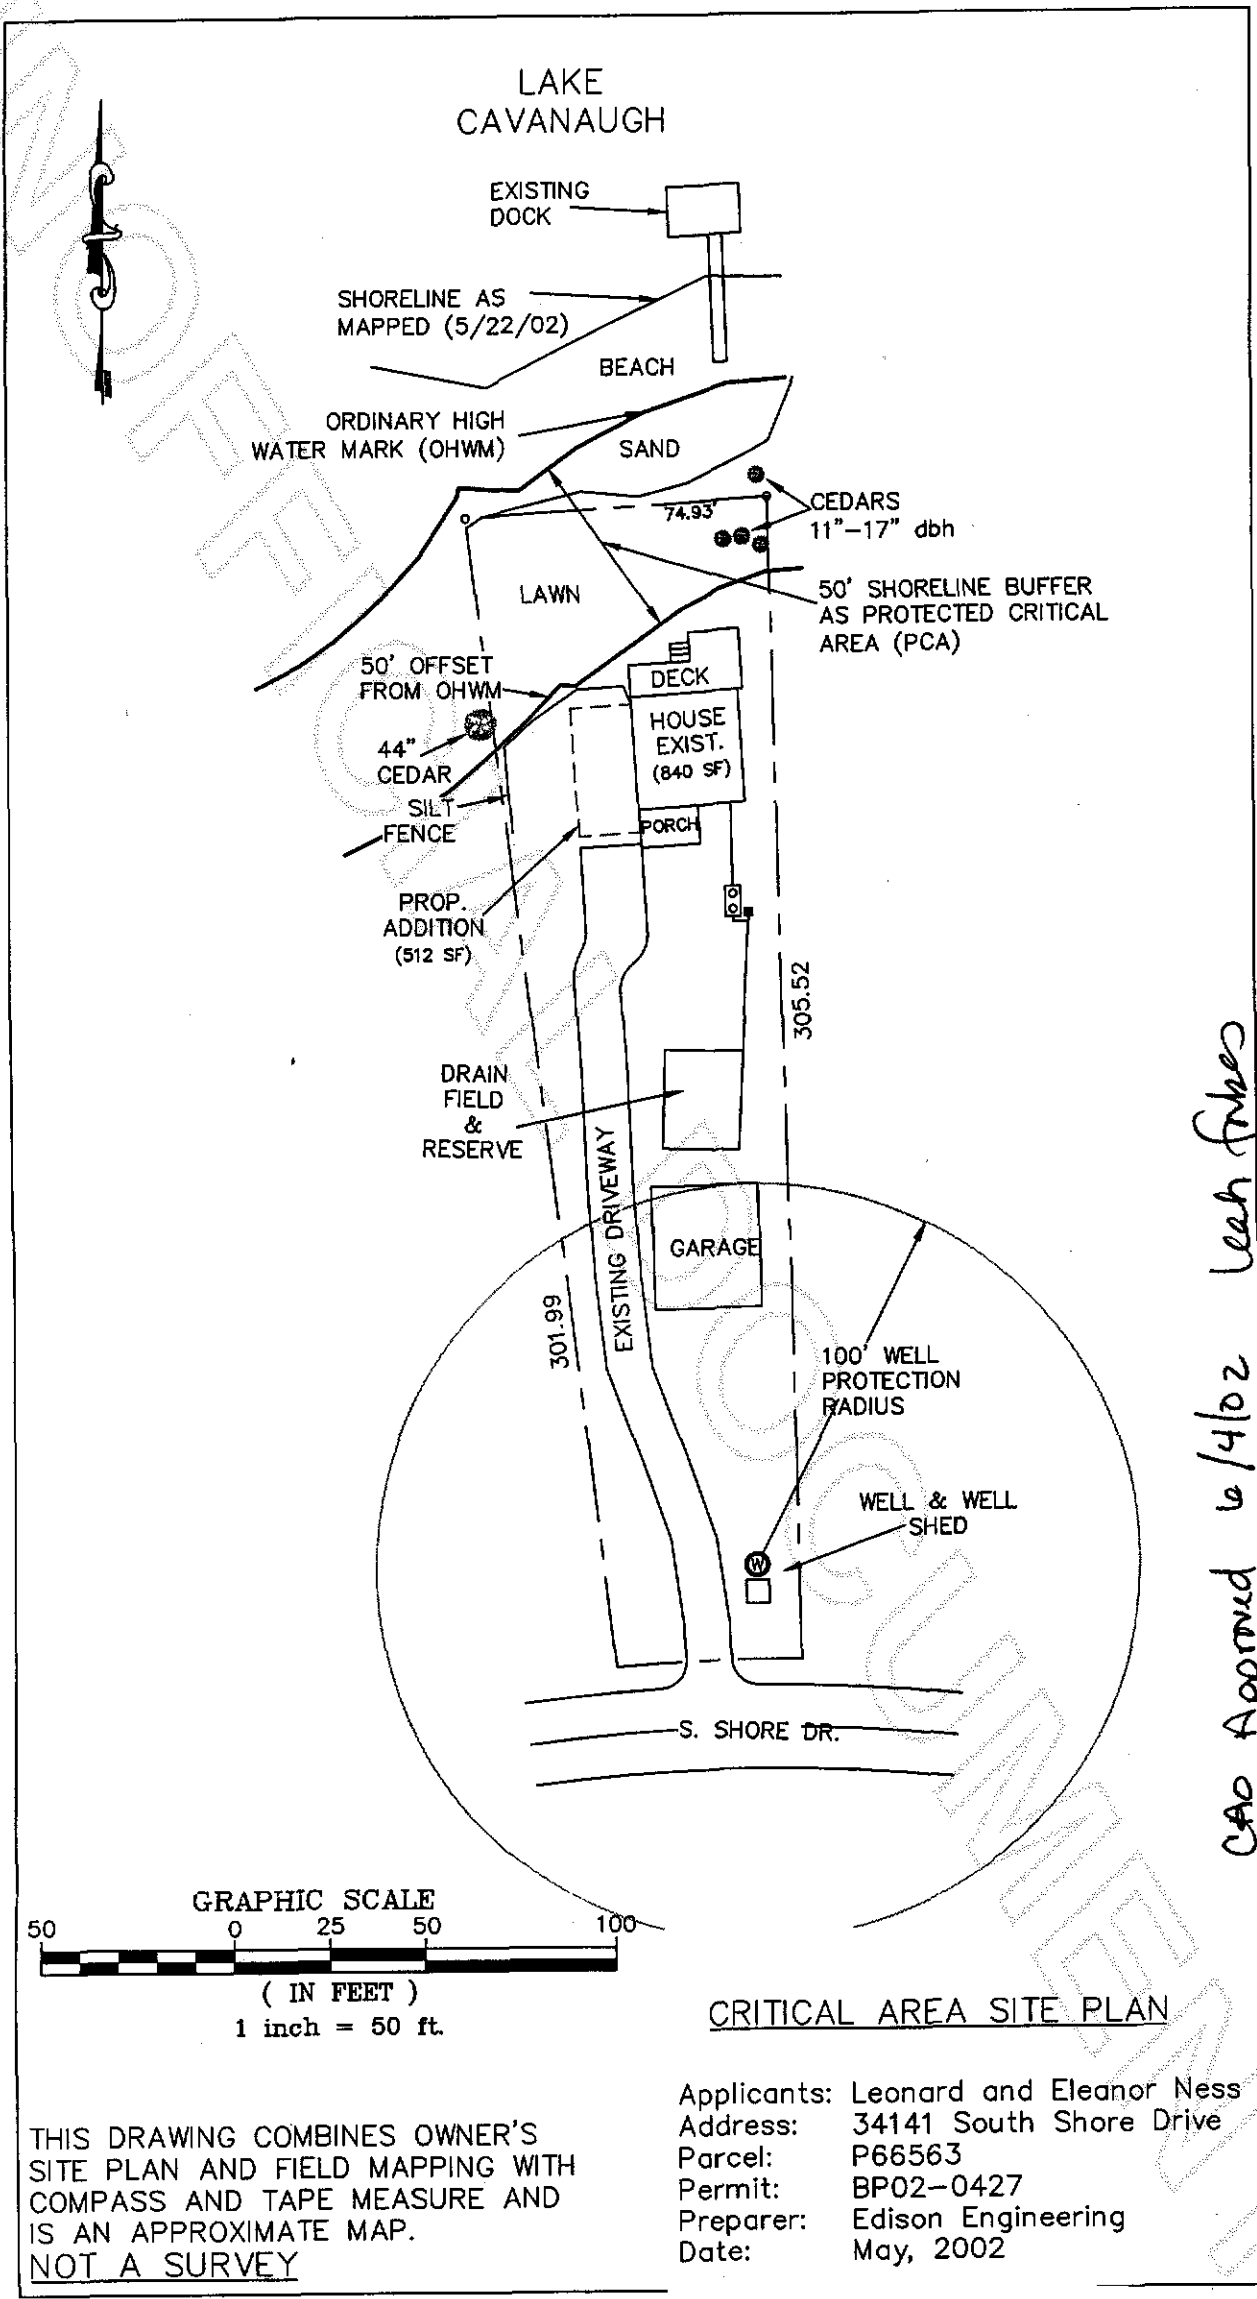 LAKE
CAVANAUGH
EXISTING
DOCK
SHORELINE AS
MAPPED (5/22/02)
BEACH
ORDINARY HIGH
WATER MARK (OHWM)
SAND
CEDARS
11"-17" dbh
74.93'
LAWN
50' SHORELINE BUFFER
AS PROTECTED CRITICAL
AREA (PCA)
50' OFFSET
FROM OHWM
DECK
HOUSE
EXIST.
(840 SF)
44"
CEDAR
SILT
FENCE
PORCH
PROP.
ADDITION
(512 SF)
305.52
DRAIN
FIELD
&
RESERVE
EXISTING DRIVEWAY
GARAGE
301.99
100' WELL
PROTECTION
RADIUS
WELL & WELL
SHED
W
S. SHORE DR.
CAO Approved 6/4/02 Leah Forbes
GRAPHIC SCALE
50 0 25 50 100
( IN FEET )
1 inch = 50 ft.
CRITICAL AREA SITE PLAN
Applicants: Leonard and Eleanor Ness
Address: 34141 South Shore Drive
Parcel: P66563
Permit: BP02-0427
Preparer: Edison Engineering
Date: May, 2002
THIS DRAWING COMBINES OWNER'S
SITE PLAN AND FIELD MAPPING WITH
COMPASS AND TAPE MEASURE AND
IS AN APPROXIMATE MAP.
NOT A SURVEY
UNOFFICIAL DOCUMENT